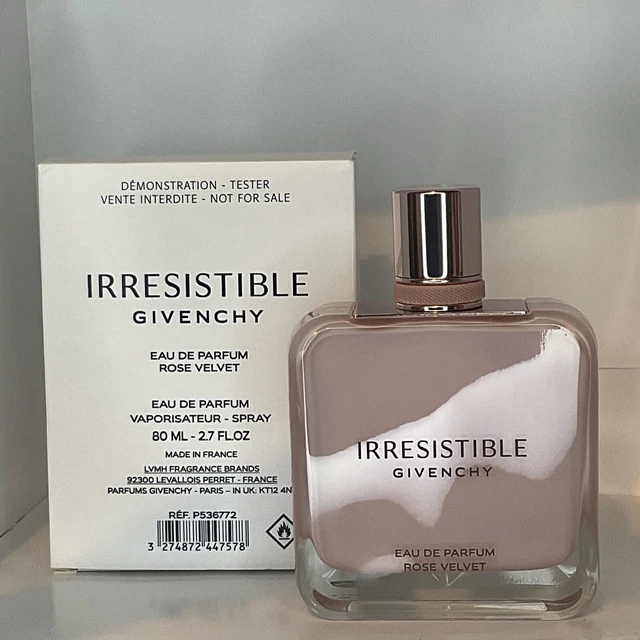 DÉMONSTRATION - TESTER
VENTE INTERDITE - NOT FOR SALE
IRRESISTIBLE
GIVENCHY
EAU DE PARFUM
ROSE VELVET
EAU DE PARFUM
VAPORISATEUR - SPRAY
80 ML - 2.7 FL.OZ
MADE IN FRANCE
LVMH FRAGRANCE BRANDS
92300 LEVALLOIS PERRET - FRANCE
PARFUMS GIVENCHY - PARIS – IN UK: KT12 4N
RÉF. P536772
3 274872 447578
IRRESISTIBLE
GIVENCHY
EAU DE PARFUM
ROSE VELVET